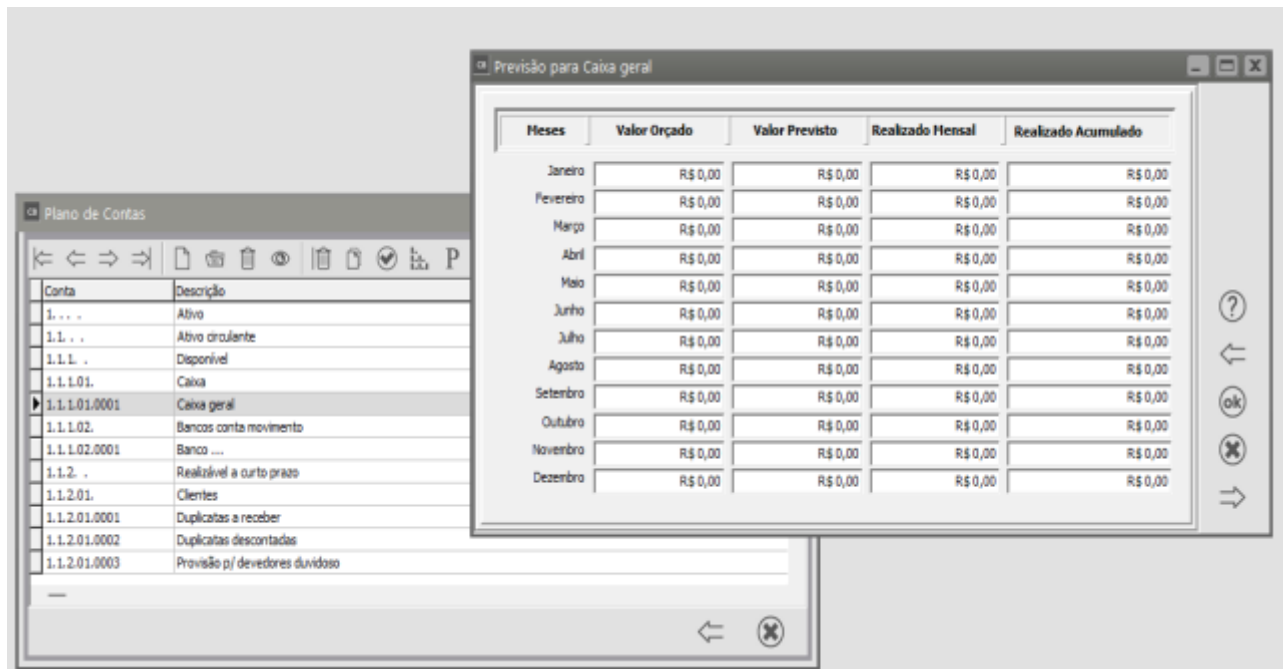 Previsão para Caixa geral
Meses Valor Orçado Valor Previsto Realizado Mensal Realizado Acumulado
Janeiro R$ 0,00 R$ 0,00 R$ 0,00 R$ 0,00
Fevereiro R$ 0,00 R$ 0,00 R$ 0,00 R$ 0,00
Março R$ 0,00 R$ 0,00 R$ 0,00 R$ 0,00
Abril R$ 0,00 R$ 0,00 R$ 0,00 R$ 0,00
Maio R$ 0,00 R$ 0,00 R$ 0,00 R$ 0,00
Junho R$ 0,00 R$ 0,00 R$ 0,00 R$ 0,00
Julho R$ 0,00 R$ 0,00 R$ 0,00 R$ 0,00
Agosto R$ 0,00 R$ 0,00 R$ 0,00 R$ 0,00
Setembro R$ 0,00 R$ 0,00 R$ 0,00 R$ 0,00
Outubro R$ 0,00 R$ 0,00 R$ 0,00 R$ 0,00
Novembro R$ 0,00 R$ 0,00 R$ 0,00 R$ 0,00
Dezembro R$ 0,00 R$ 0,00 R$ 0,00 R$ 0,00
?
ok
Plano de Contas
P
Conta Descrição
1. . . . Ativo
1.1. . . Ativo circulante
1.1.1. . Disponível
1.1.1.01. Caixa
1.1.1.01.0001 Caixa geral
1.1.1.02. Bancos conta movimento
1.1.1.02.0001 Banco ....
1.1.2. . Realizável a curto prazo
1.1.2.01. Clientes
1.1.2.01.0001 Duplicatas a receber
1.1.2.01.0002 Duplicatas descontadas
1.1.2.01.0003 Provisão p/ devedores duvidoso